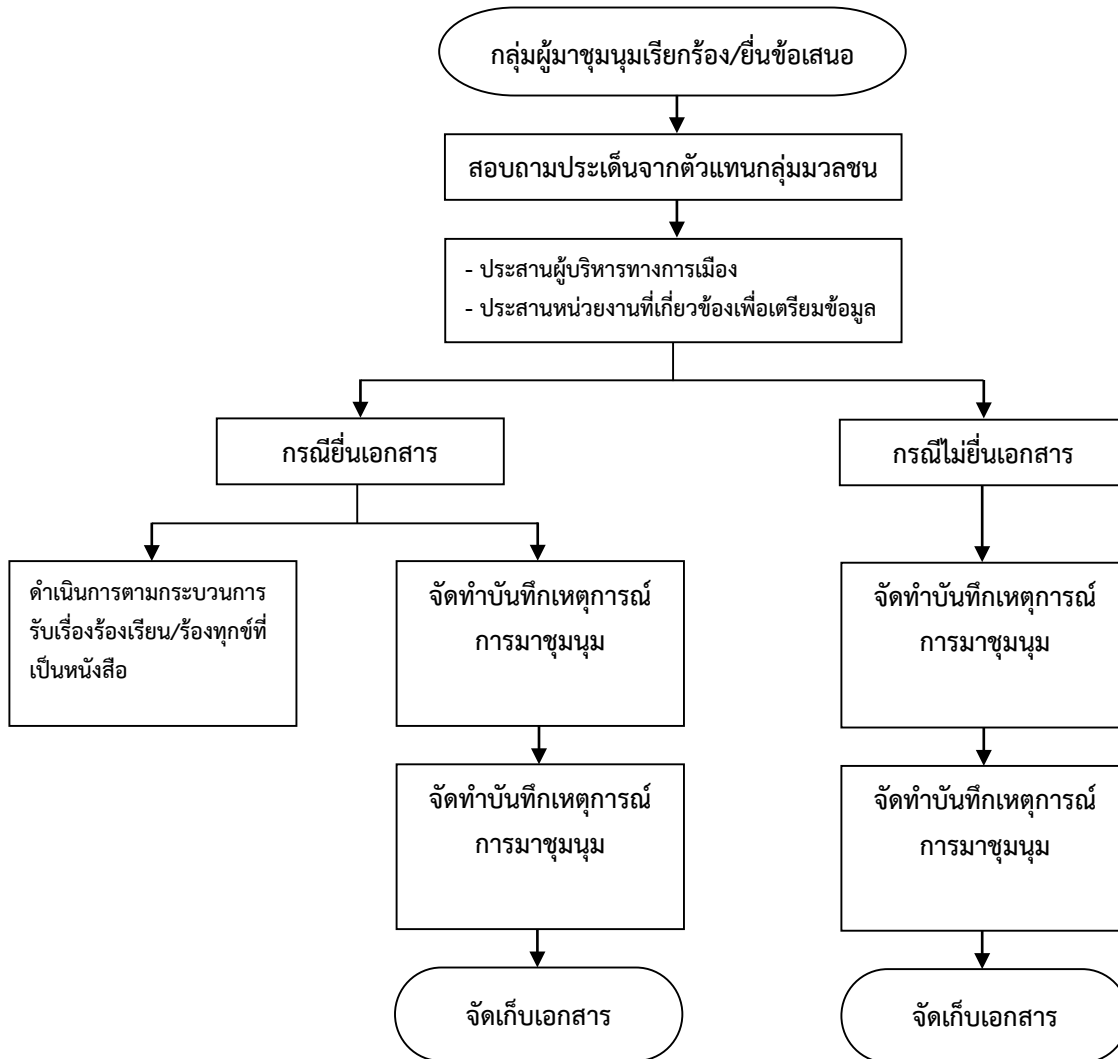 กลุ่มผู้มาชุมนุมเรียกร้อง/ยื่นข้อเสนอ
สอบถามประเด็นจากตัวแทนกลุ่มมวลชน
- ประสานผู้บริหารทางการเมือง
- ประสานหน่วยงานที่เกี่ยวข้องเพื่อเตรียมข้อมูล
กรณียื่นเอกสาร
กรณีไม่ยื่นเอกสาร
ดำเนินการตามกระบวนการ
รับเรื่องร้องเรียน/ร้องทุกข์ที่
เป็นหนังสือ
จัดทำบันทึกเหตุการณ์
การมาชุมนุม
จัดทำบันทึกเหตุการณ์
การมาชุมนุม
จัดทำบันทึกเหตุการณ์
การมาชุมนุม
จัดทำบันทึกเหตุการณ์
การมาชุมนุม
จัดเก็บเอกสาร
จัดเก็บเอกสาร